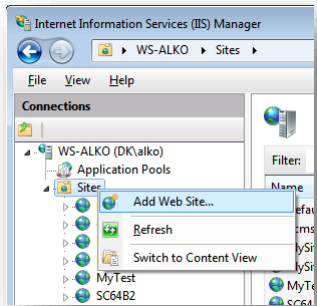 Internet Information Services (IIS) Manager
WS-ALKO
Sites
File View Help
Connections
WS-ALKO (DK\alko)
Application Pools
Filter:
Sites
Name
Add Web Site...
Refresh
Switch to Content View
MyTest
SC64B2